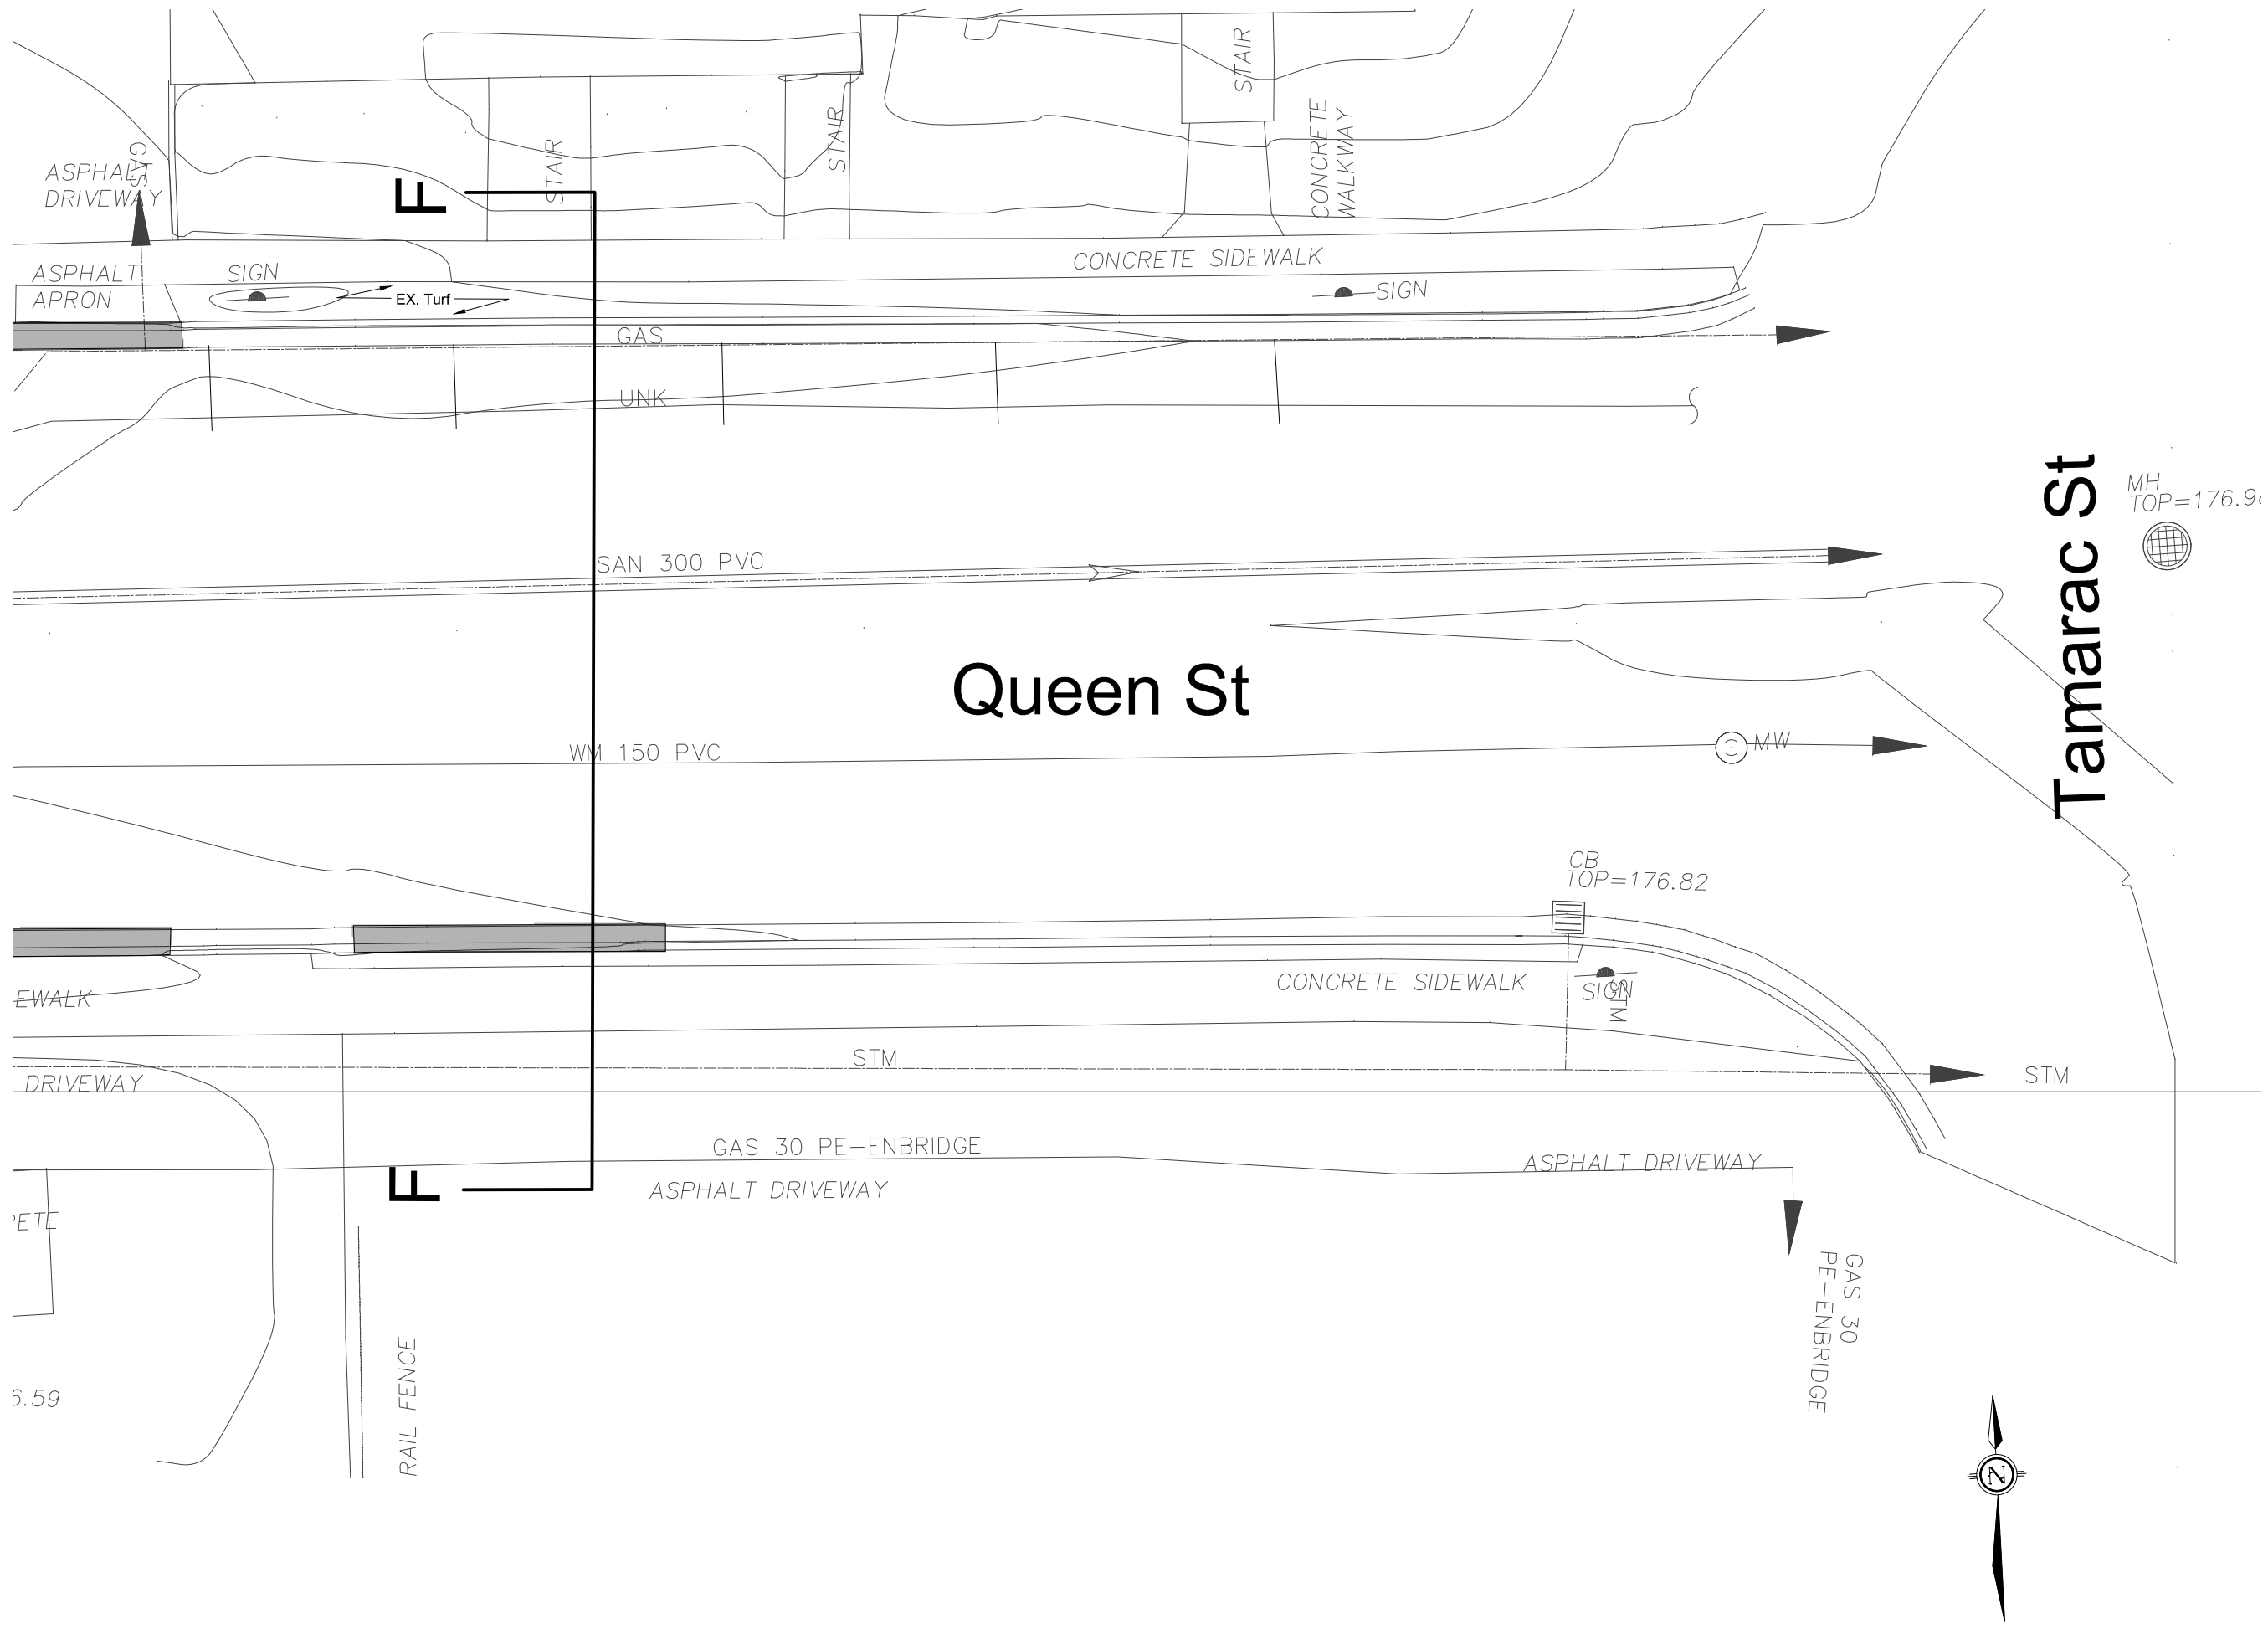 STAIR
STAIR
STAIR
CONCRETE
WALKWAY
GAS
ASPHALT
DRIVEWAY
F
CONCRETE SIDEWALK
ASPHALT
APRON
SIGN
EX. Turf
SIGN
GAS
UNK
Tamarac St
MH
TOP=176.9
SAN 300 PVC
Queen St
WM 150 PVC
MW
CB
TOP=176.82
EWALK
CONCRETE SIDEWALK
SIGN
STM
STM
STM
DRIVEWAY
GAS 30 PE-ENBRIDGE
ASPHALT DRIVEWAY
F
ASPHALT DRIVEWAY
GAS 30
PE-ENBRIDGE
RAIL FENCE
6.59
N